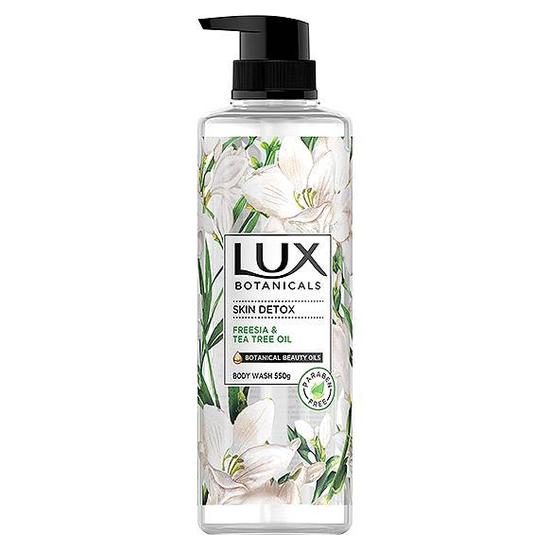 LUX
BOTANICALS
SKIN DETOX
FREESIA &
TEA TREE OIL
BOTANICAL BEAUTY OILS
BODY WASH 550g
PARABEN
FREE